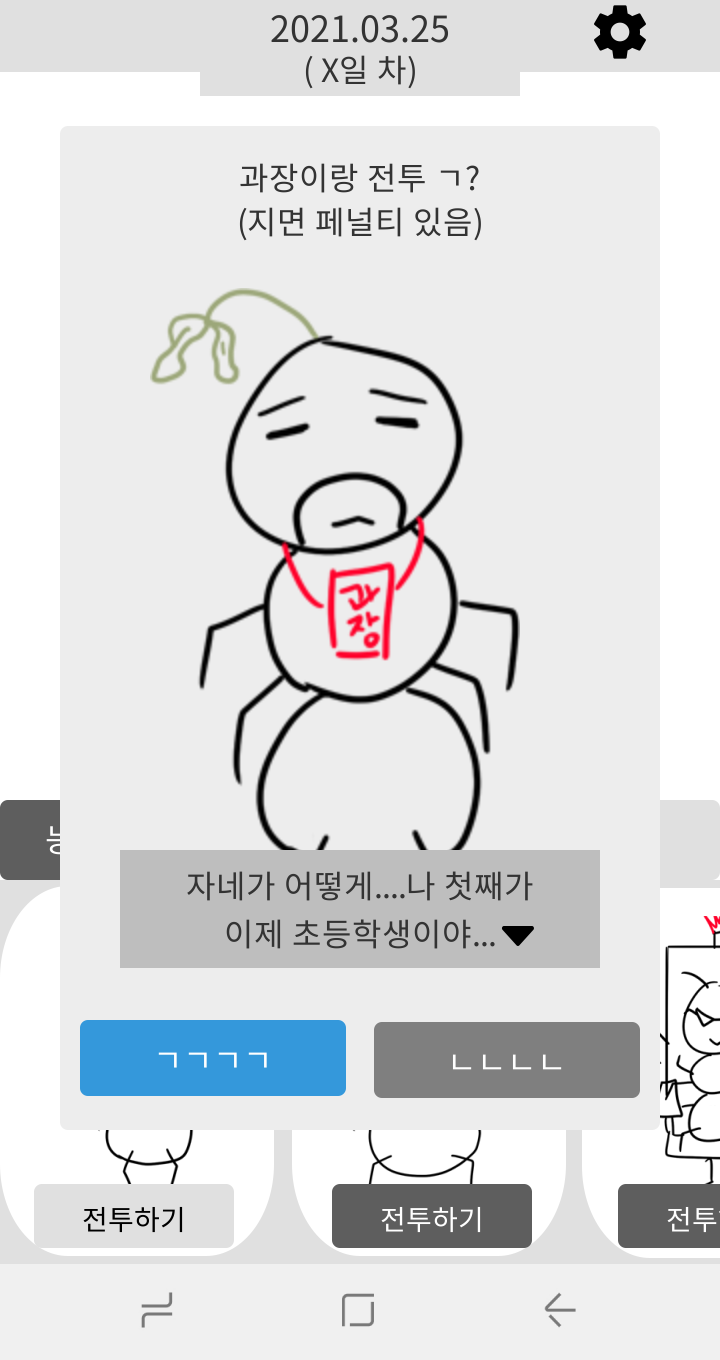 2021.03.25
( X일 차)
과장이랑 전투 ㄱ?
(지면 페널티 있음)
과
장
자네가 어떻게....나 첫째가
이제 초등학생이야...
ㄱㄱㄱㄱ
ㄴㄴㄴㄴ
전투하기
전투하기
전투